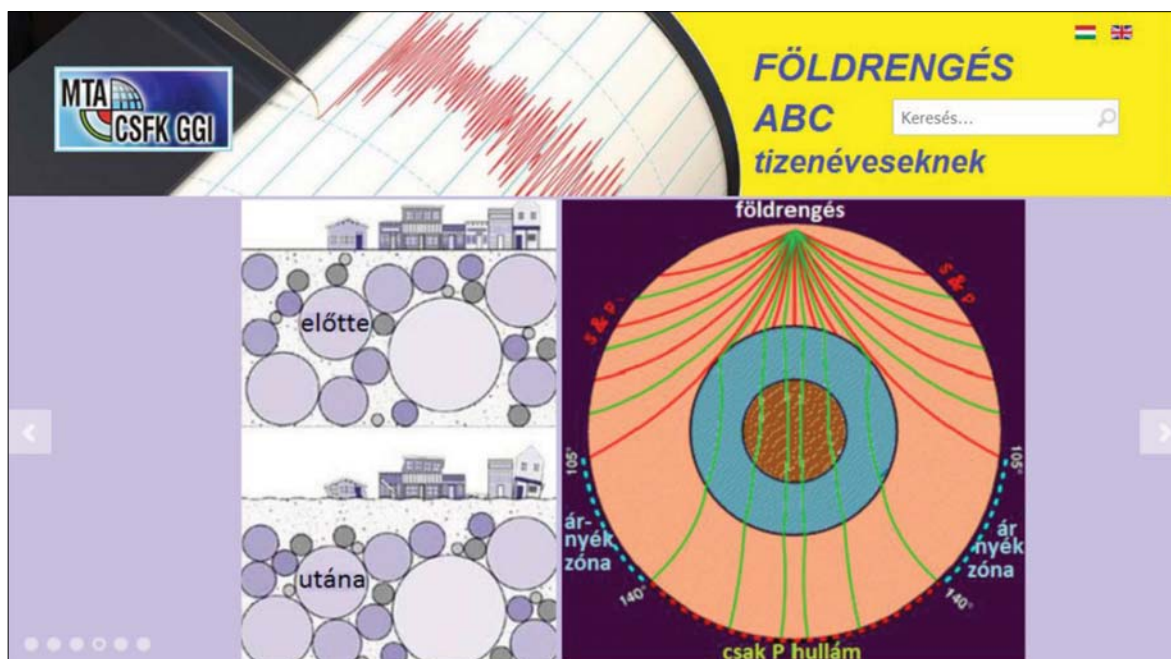 MTA
CSFK GGI
FÖLDRENGÉS
ABC
tizenéveseknek
Keresés...
előtte
utána
földrengés
s & p.
s & p.
105°
105°
ár-
nyék
zóna
ár
nyék
zóna
140°
140°
csak P hullám